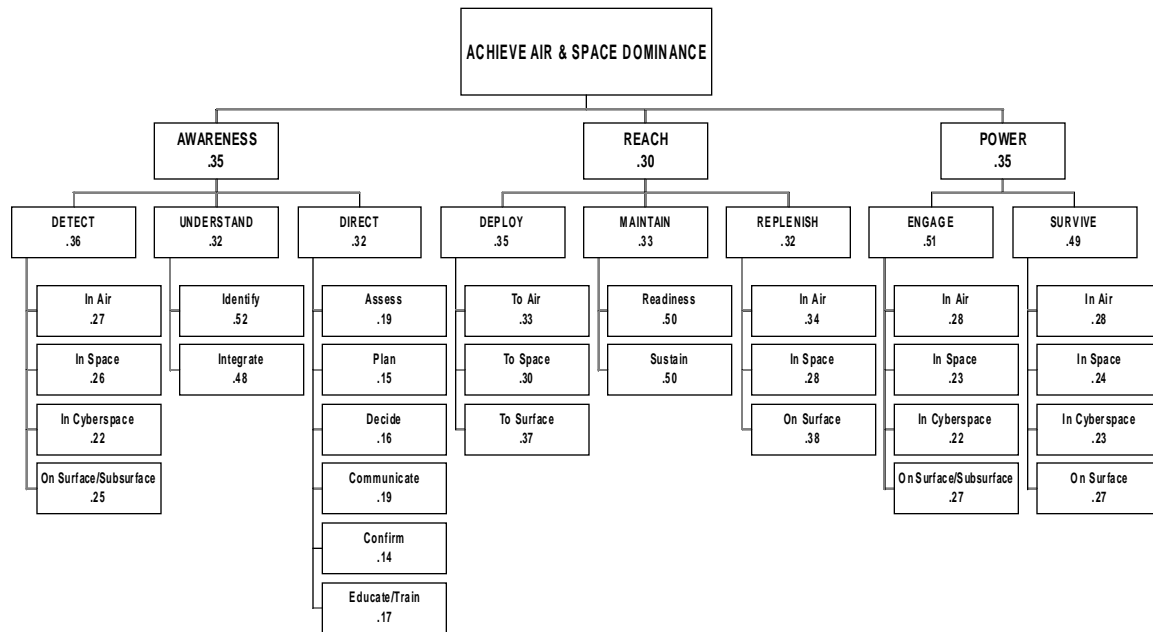 ACHIEVE AIR & SPACE DOMINANCE
AWARENESS
.35
REACH
.30
POWER
.35
DETECT
.36
UNDERSTAND
.32
DIRECT
.32
DEPLOY
.35
MAINTAIN
.33
REPLENISH
.32
ENGAGE
.51
SURVIVE
.49
In Air
.27
In Space
.26
In Cyberspace
.22
On Surface/Subsurface
.25
Identify
.52
Integrate
.48
Assess
.19
Plan
.15
Decide
.16
Communicate
.19
Confirm
.14
Educate/Train
.17
To Air
.33
To Space
.30
To Surface
.37
Readiness
.50
Sustain
.50
In Air
.34
In Space
.28
On Surface
.38
In Air
.28
In Space
.23
In Cyberspace
.22
On Surface/Subsurface
.27
In Air
.28
In Space
.24
In Cyberspace
.23
On Surface
.27